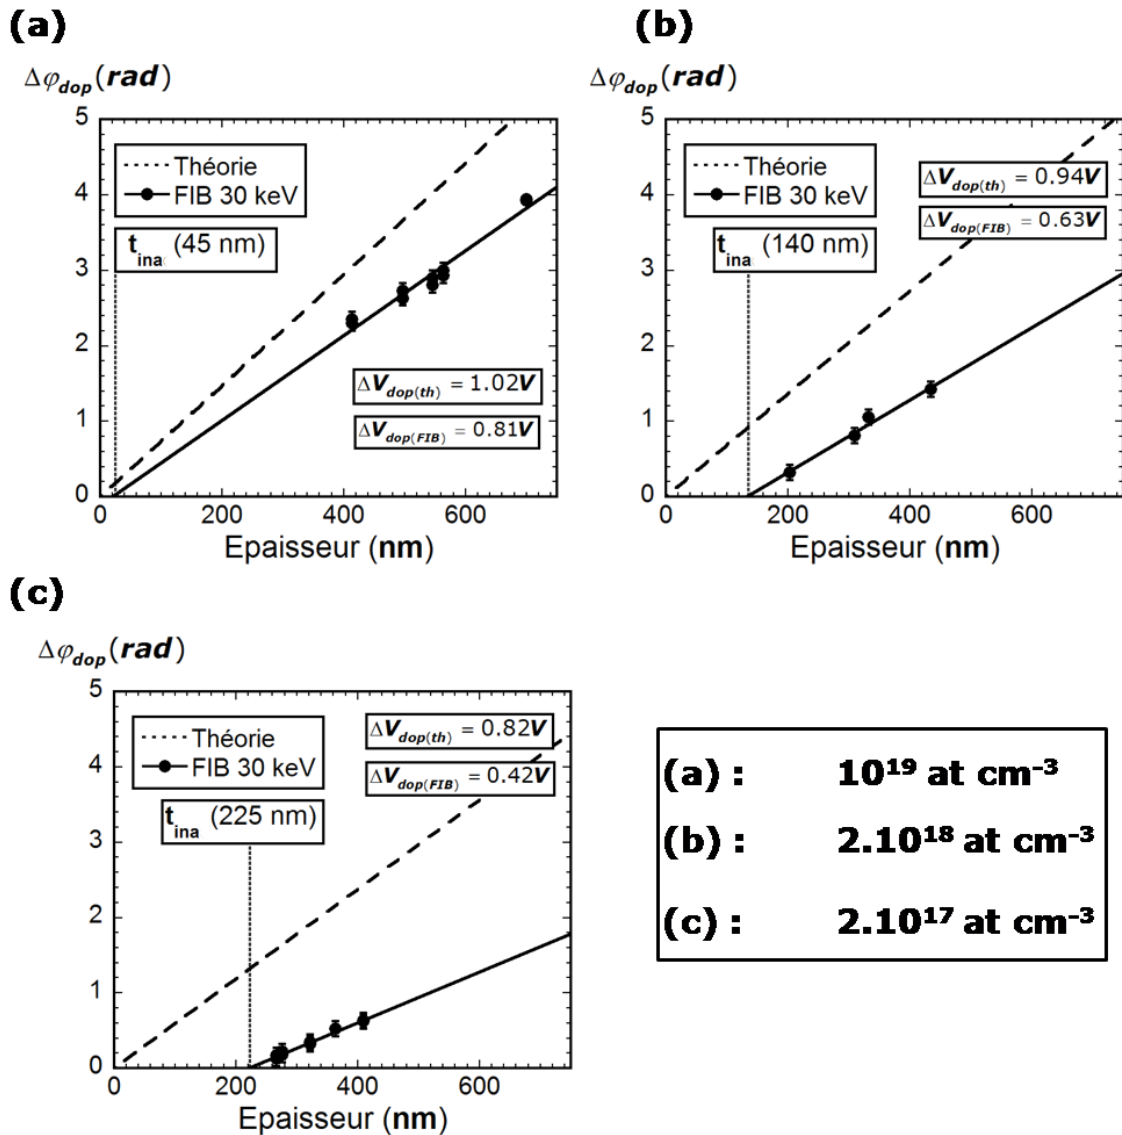 (a)
Δφdop(rad)
5
4
3
2
1
0
0 200 400 600
Théorie
FIB 30 keV
tina (45 nm)
ΔVdop(th) = 1.02V
ΔVdop(FIB) = 0.81V
Epaisseur (nm)
(b)
Δφdop(rad)
5
4
3
2
1
0
0 200 400 600
Théorie
FIB 30 keV
tina (140 nm)
ΔVdop(th) = 0.94V
ΔVdop(FIB) = 0.63V
Epaisseur (nm)
(c)
Δφdop(rad)
5
4
3
2
1
0
0 200 400 600
Théorie
FIB 30 keV
tina (225 nm)
ΔVdop(th) = 0.82V
ΔVdop(FIB) = 0.42V
Epaisseur (nm)
(a) : 10¹⁹ at cm⁻³
(b) : 2.10¹⁸ at cm⁻³
(c) : 2.10¹⁷ at cm⁻³